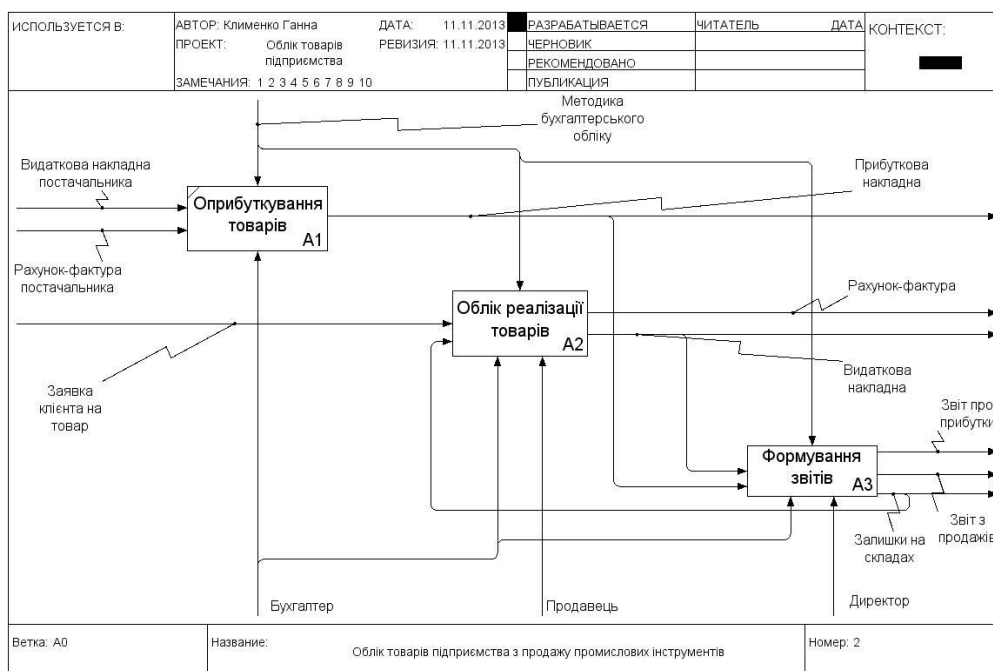 ИСПОЛЬЗУЕТСЯ В:
АВТОР: Клименко Ганна
ДАТА: 11.11.2013
ПРОЕКТ: Облік товарів
підприємства
РЕВИЗИЯ: 11.11.2013
ЗАМЕЧАНИЯ: 1 2 3 4 5 6 7 8 9 10
РАЗРАБАТЫВАЕТСЯ
ЧЕРНОВИК
РЕКОМЕНДОВАНО
ПУБЛИКАЦИЯ
ЧИТАТЕЛЬ ДАТА
КОНТЕКСТ:
Методика
бухгалтерського
обліку
Видаткова накладна
постачальника
Прибуткова
накладна
Оприбуткування
товарів
A1
Рахунок-фактура
постачальника
Рахунок-фактура
Облік реалізації
товарів
A2
Видаткова
накладна
Заявка
клієнта на
товар
Звіт про
прибутки
Формування
звітів
A3
Звіт з
продажів
Залишки на
складах
Бухгалтер
Продавець
Директор
Ветка: A0
Название:
Облік товарів підприємства з продажу промислових інструментів
Номер: 2